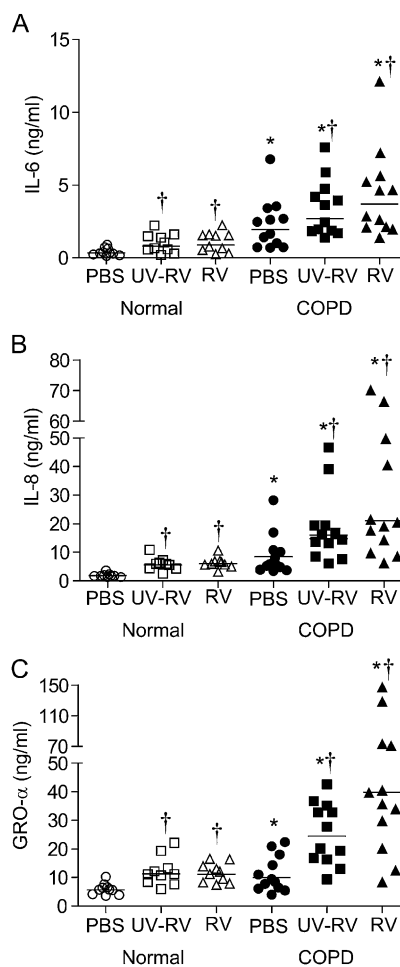 A
IL-6 (ng/ml)
15
10
5
0
* † † * *† *†
PBS UV-RV RV PBS UV-RV RV
Normal COPD
B
IL-8 (ng/ml)
80
70
60
50
40
30
20
10
0
† † * *† *†
PBS UV-RV RV PBS UV-RV RV
Normal COPD
C
GRO-α (ng/ml)
150
110
70
50
40
30
20
10
0
† † * *† *†
PBS UV-RV RV PBS UV-RV RV
Normal COPD